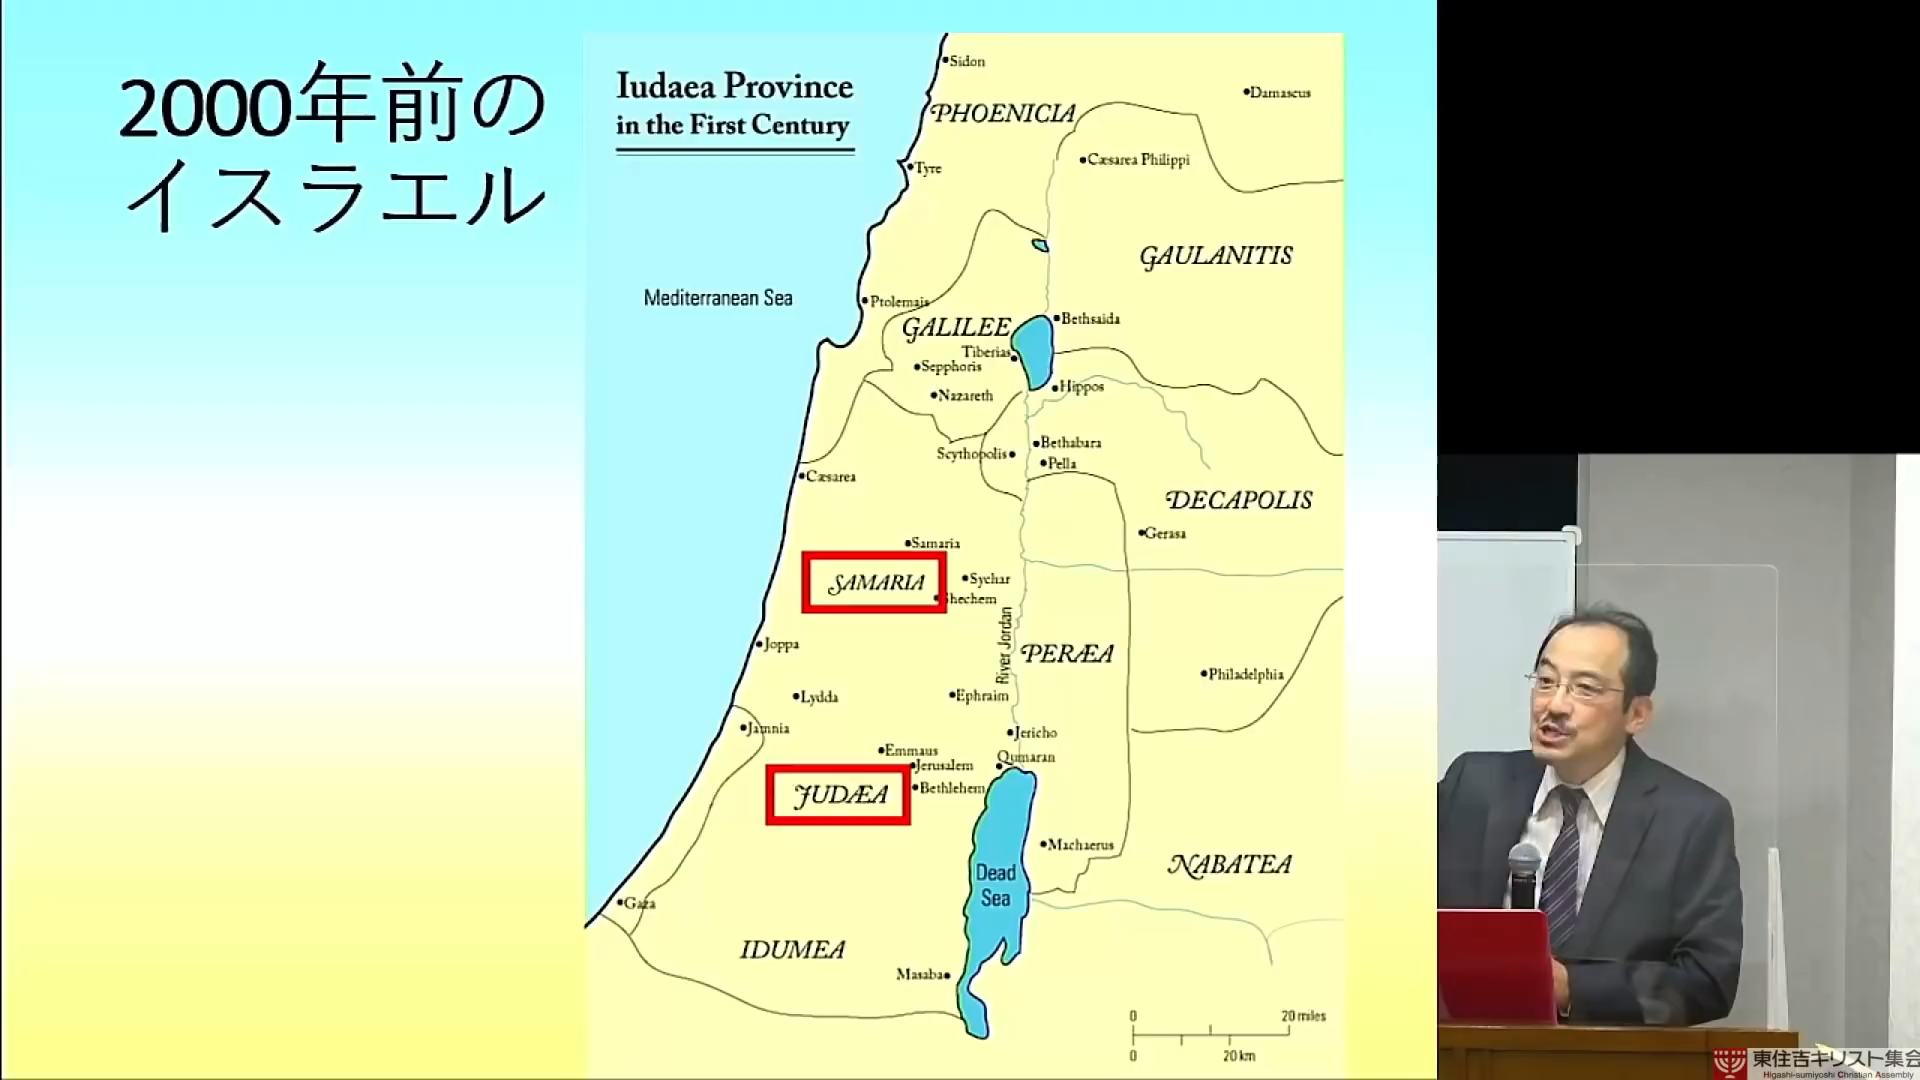 2000年前の
イスラエル
Iudaea Province
in the First Century
Sidon
Damascus
PHOENICIA
Cæsarea Philippi
Tyre
GAULANITIS
Mediterranean Sea
Ptolemais
Bethsaida
GALILEE
Tiberias
Sepphoris
Hippos
Nazareth
Bethabara
Scythopolis
Pella
Cæsarea
DECAPOLIS
Gerasa
Samaria
SAMARIA
Sychar
Shechem
River Jordan
Joppa
PERÆA
Philadelphia
Lydda
Ephraim
Jamnia
Jericho
Emmaus
Qumaran
Jerusalem
JUDÆA
Bethlehem
Machaerus
NABATEA
Dead
Sea
Gaza
IDUMEA
Masaba
0 20 miles
0 20 km
東住吉キリスト集会
Higashi-sumiyoshi Christian Assembly